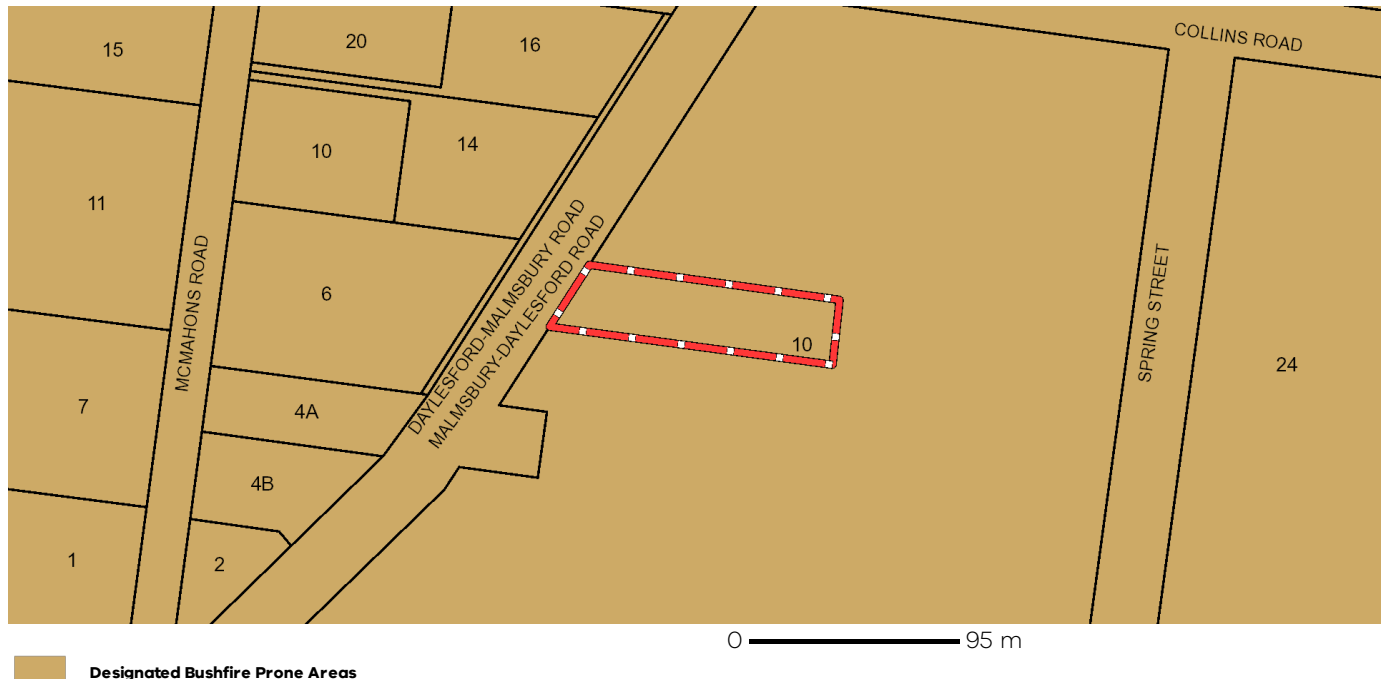 COLLINS ROAD
15
20
16
10
14
11
6
MCMAHONS ROAD
DAYLESFORD-MALMSBURY ROAD
MALMSBURY-DAYLESFORD ROAD
SPRING STREET
10
24
7
4A
4B
1
2
0 95 m
Designated Bushfire Prone Areas